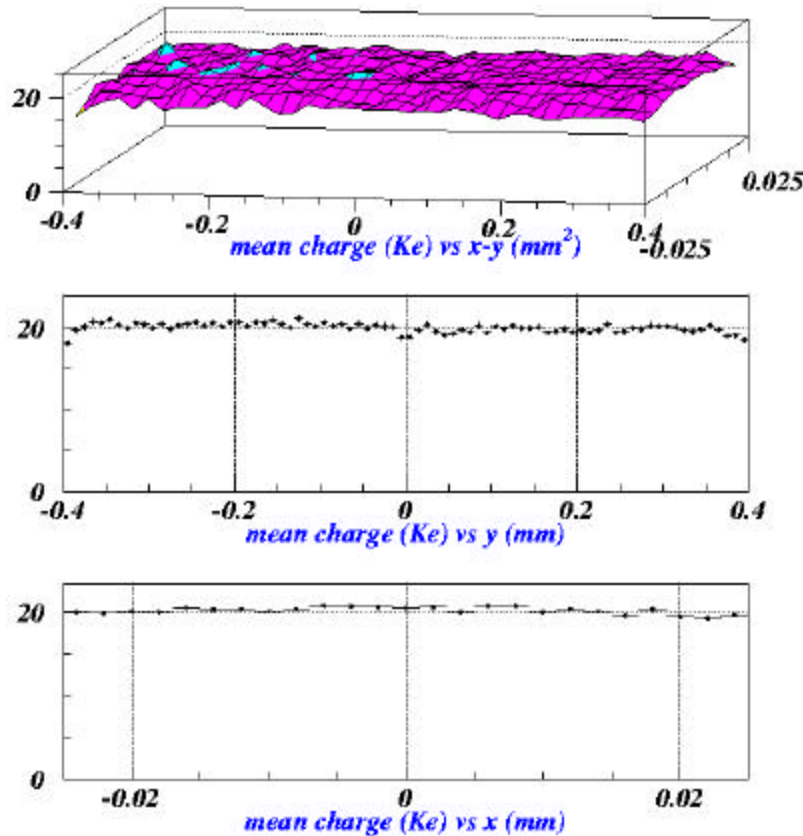 20
0
-0.4 -0.2 0 0.2 0.4 -0.025 0.025
mean charge (Ke) vs x-y (mm²)
20
0
-0.4 -0.2 0 0.2 0.4
mean charge (Ke) vs y (mm)
20
0
-0.02 0 0.02
mean charge (Ke) vs x (mm)